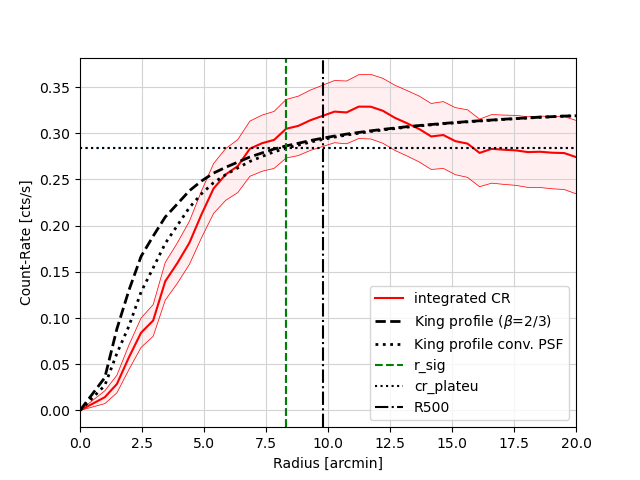 0.35
0.30
0.25
0.20
0.15
0.10
0.05
0.00
Count-Rate [cts/s]
integrated CR
King profile (β=2/3)
King profile conv. PSF
r_sig
cr_plateu
R500
0.0 2.5 5.0 7.5 10.0 12.5 15.0 17.5 20.0
Radius [arcmin]